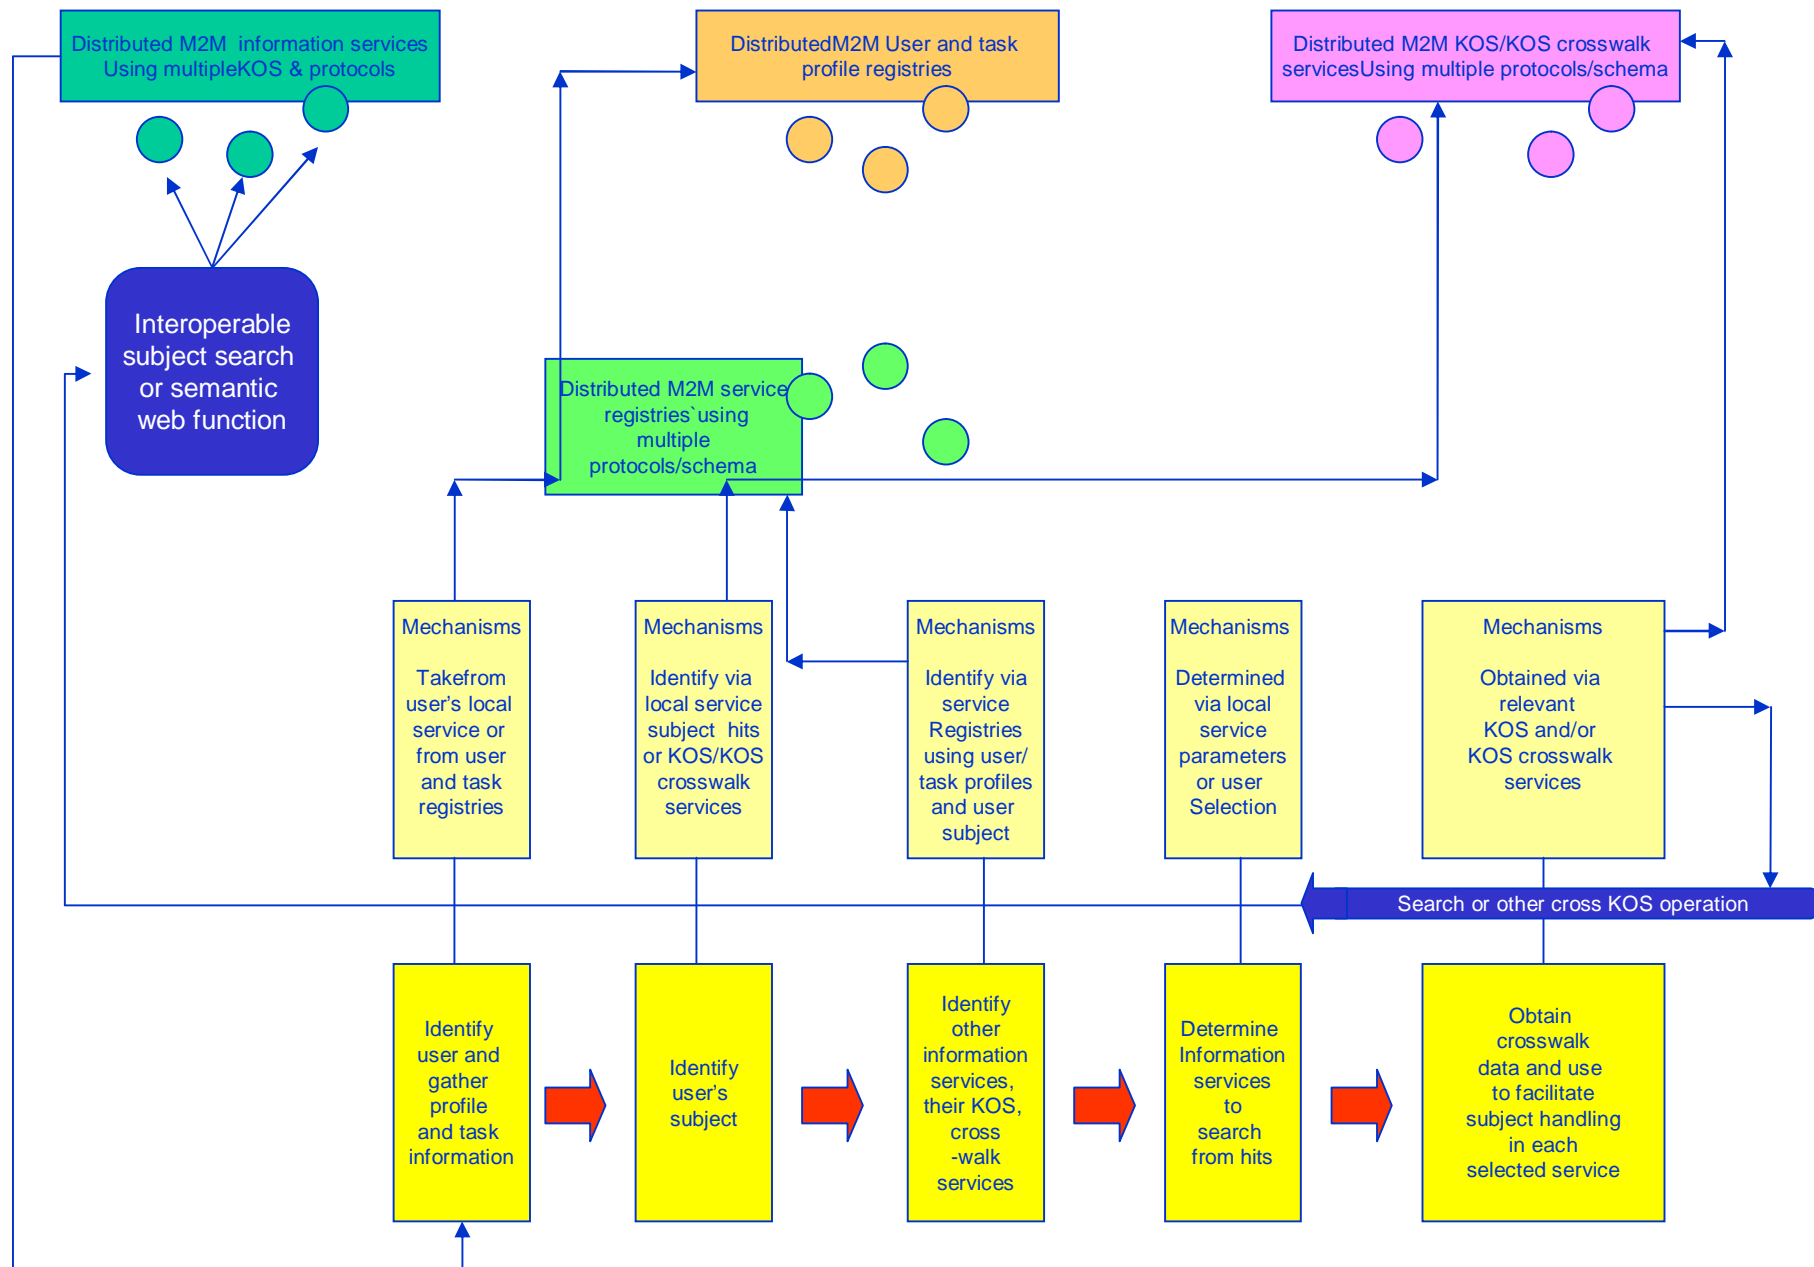 Distributed M2M  information services
Using multipleKOS & protocols
DistributedM2M User and task
profile registries
Distributed M2M KOS/KOS crosswalk
servicesUsing multiple protocols/schema
Interoperable
subject search
or semantic
web function
Distributed M2M service
registries`using
multiple
protocols/schema
Mechanisms
Takefrom
user’s local
service or
from user
and task
registries
Mechanisms
Identify via
local service
subject  hits
or KOS/KOS
crosswalk
services
Mechanisms
Identify via
service
Registries
using user/
task profiles
and user
subject
Mechanisms
Determined
via local
service
parameters
or user
Selection
Mechanisms
Obtained via
relevant
KOS and/or
KOS crosswalk
services
Search or other cross KOS operation
Identify
user and
gather
profile
and task
information
Identify
user’s
subject
Identify
other
information
services,
their KOS,
cross
-walk
services
Determine
Information
services
to
search
from hits
Obtain
crosswalk
data and use
to facilitate
subject handling
in each
selected service